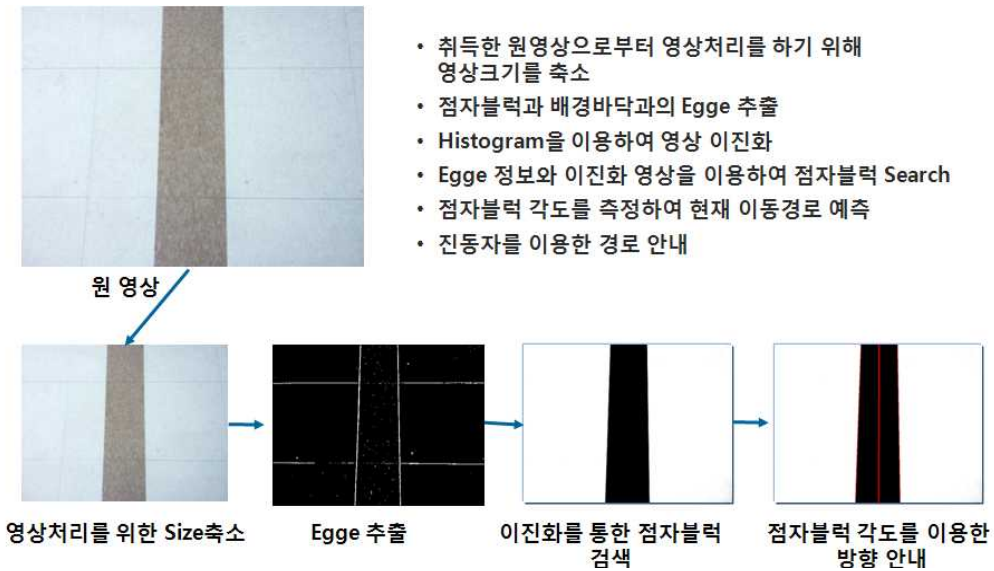 • 취득한 원영상으로부터 영상처리를 하기 위해
영상크기를 축소
• 점자블럭과 배경바닥과의 Egge 추출
• Histogram을 이용하여 영상 이진화
• Egge 정보와 이진화 영상을 이용하여 점자블럭 Search
• 점자블럭 각도를 측정하여 현재 이동경로 예측
• 진동자를 이용한 경로 안내
원 영상
영상처리를 위한 Size축소
Egge 추출
이진화를 통한 점자블럭
검색
점자블럭 각도를 이용한
방향 안내